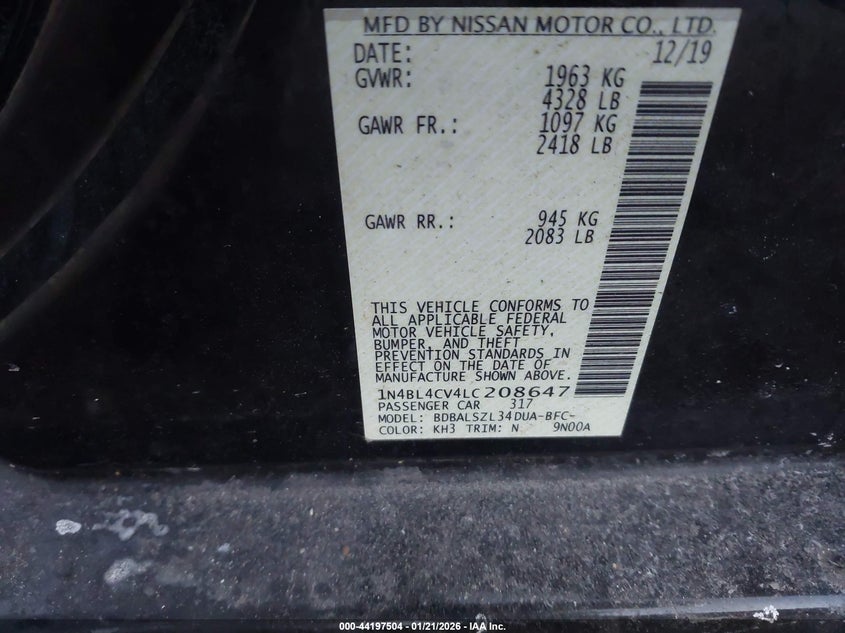 MFD BY NISSAN MOTOR CO., LTD.
DATE: 12/19
GVWR: 1963 KG
4328 LB
GAWR FR.: 1097 KG
2418 LB
GAWR RR.: 945 KG
2083 LB
THIS VEHICLE CONFORMS TO
ALL APPLICABLE FEDERAL
MOTOR VEHICLE SAFETY,
BUMPER, AND THEFT
PREVENTION STANDARDS IN
EFFECT ON THE DATE OF
MANUFACTURE SHOWN ABOVE.
1N4BL4CV4LC208647
PASSENGER CAR 317
MODEL: BDBALSZL34DUA-BFC-
COLOR: KH3 TRIM: N 9N00A
000-44197504 - 01/21/2026 - IAA Inc.